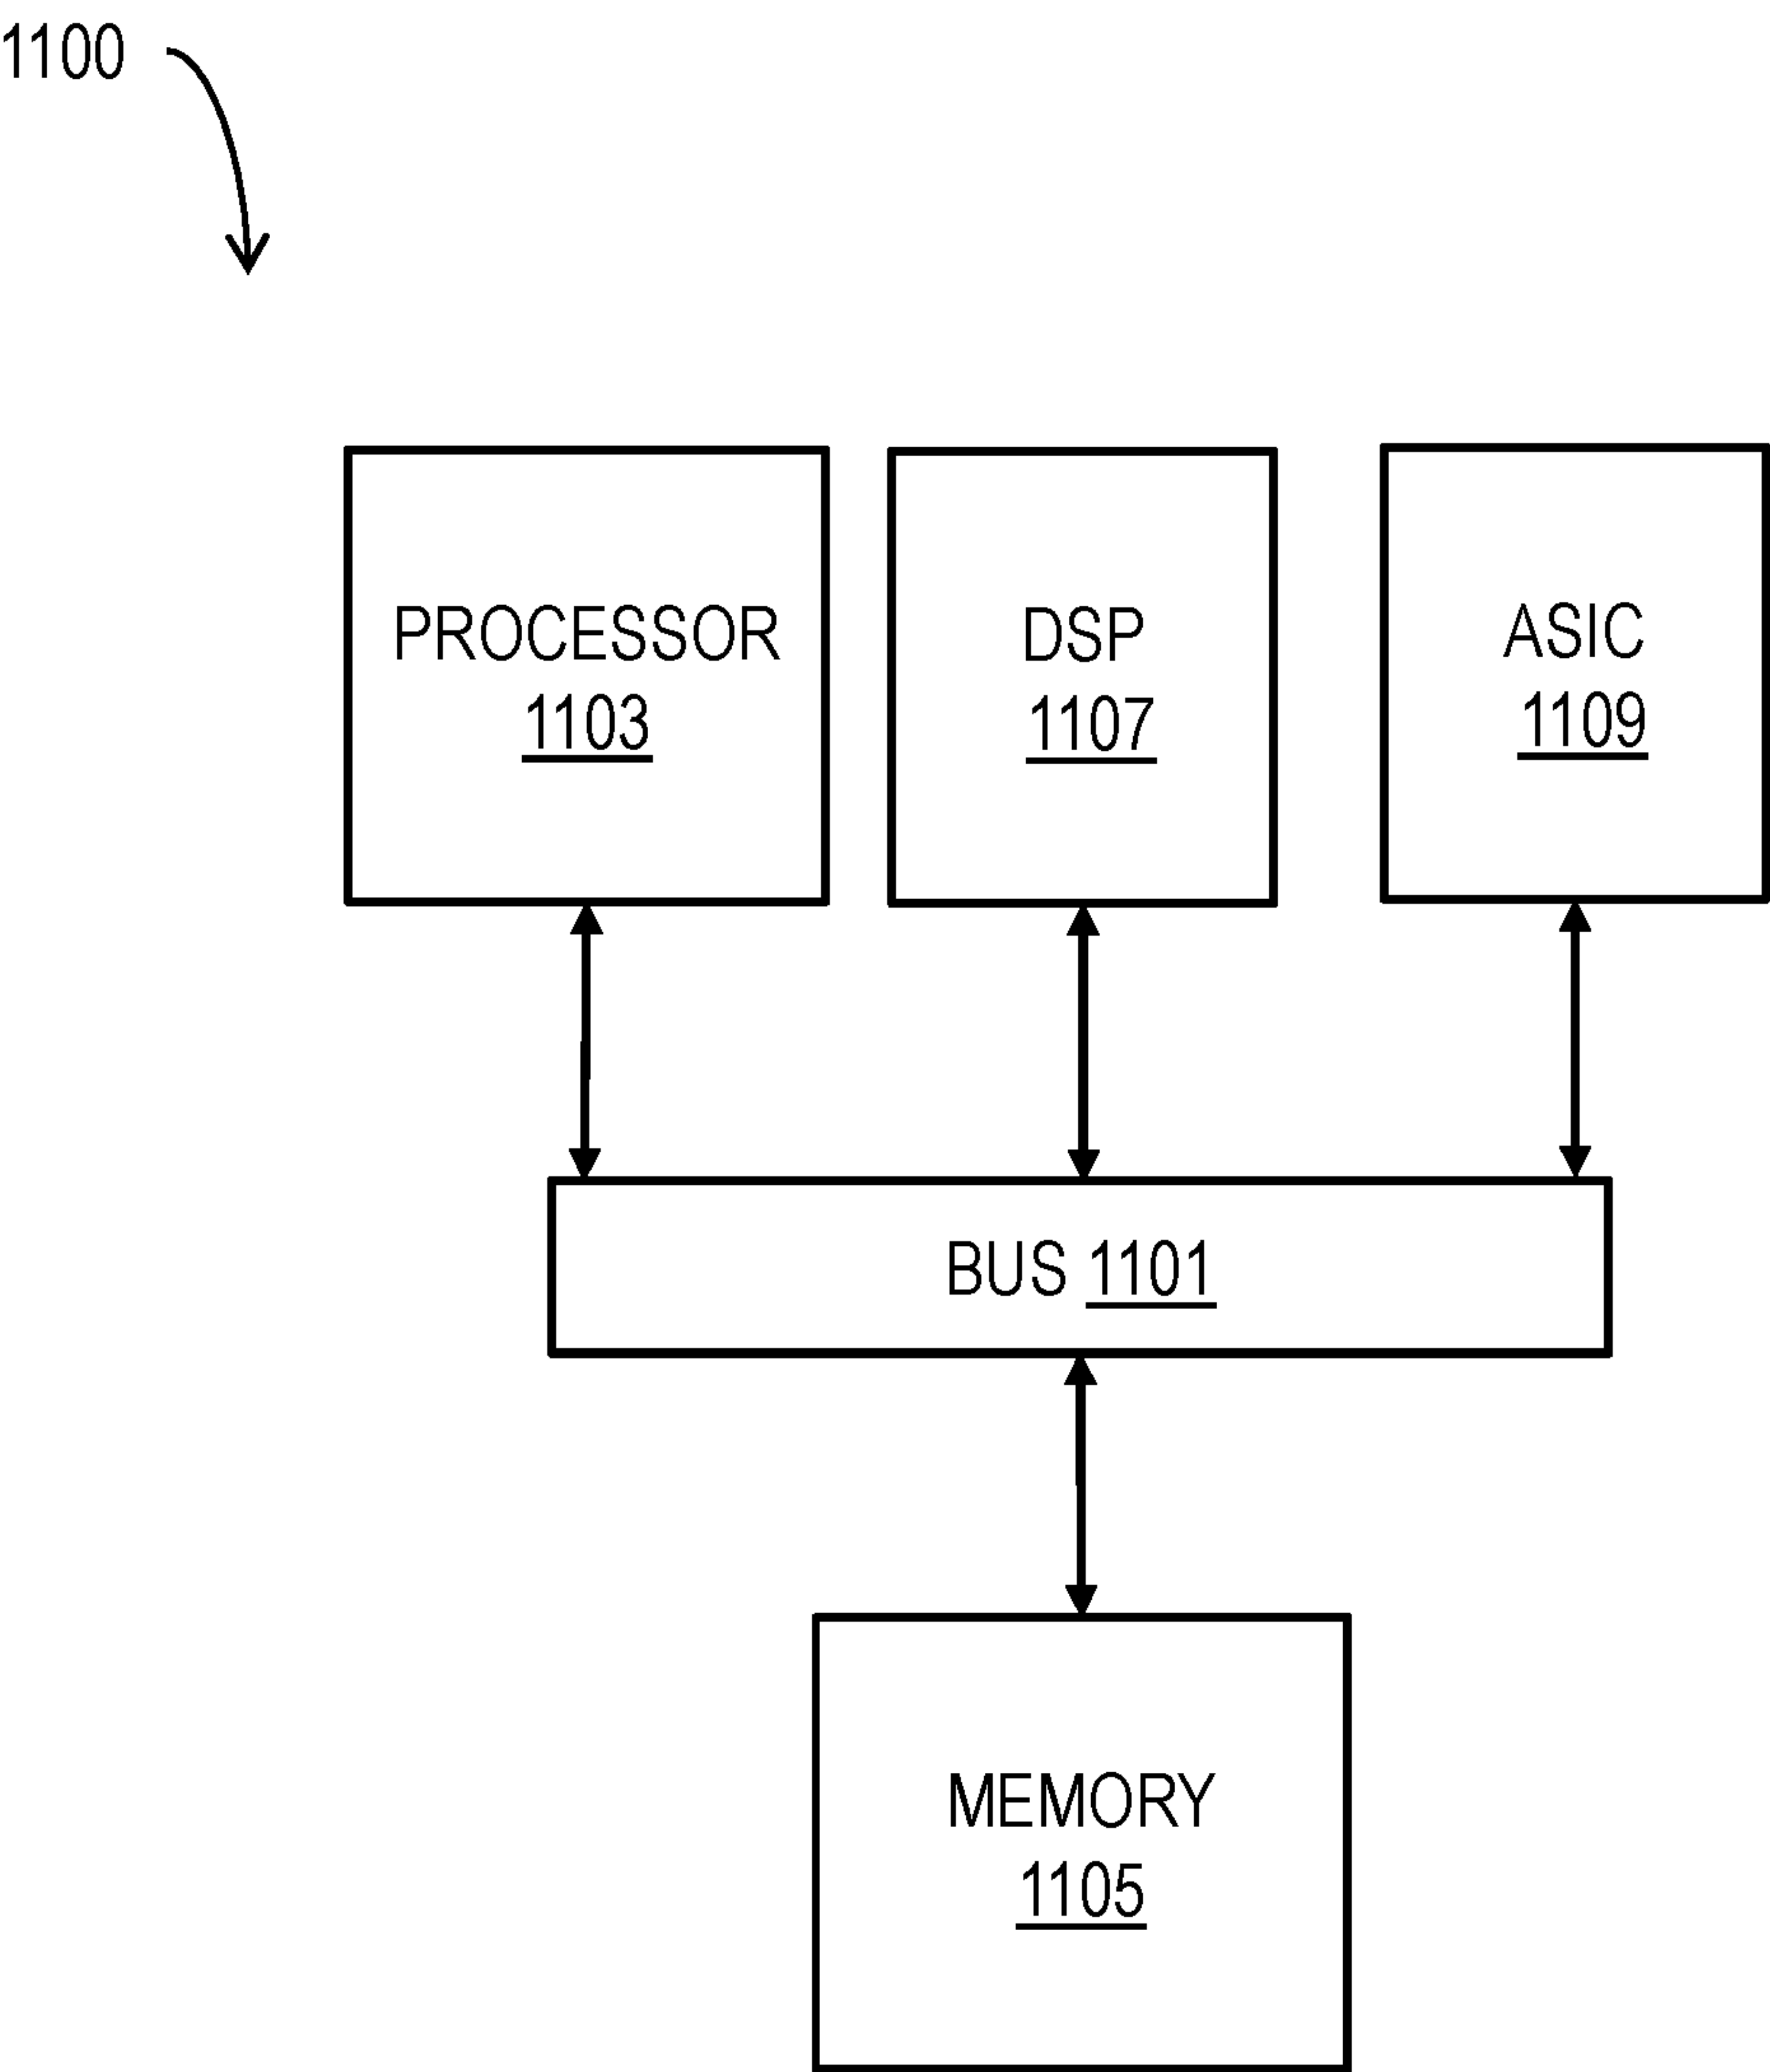 1100
PROCESSOR
1103
DSP
1107
ASIC
1109
BUS 1101
MEMORY
1105